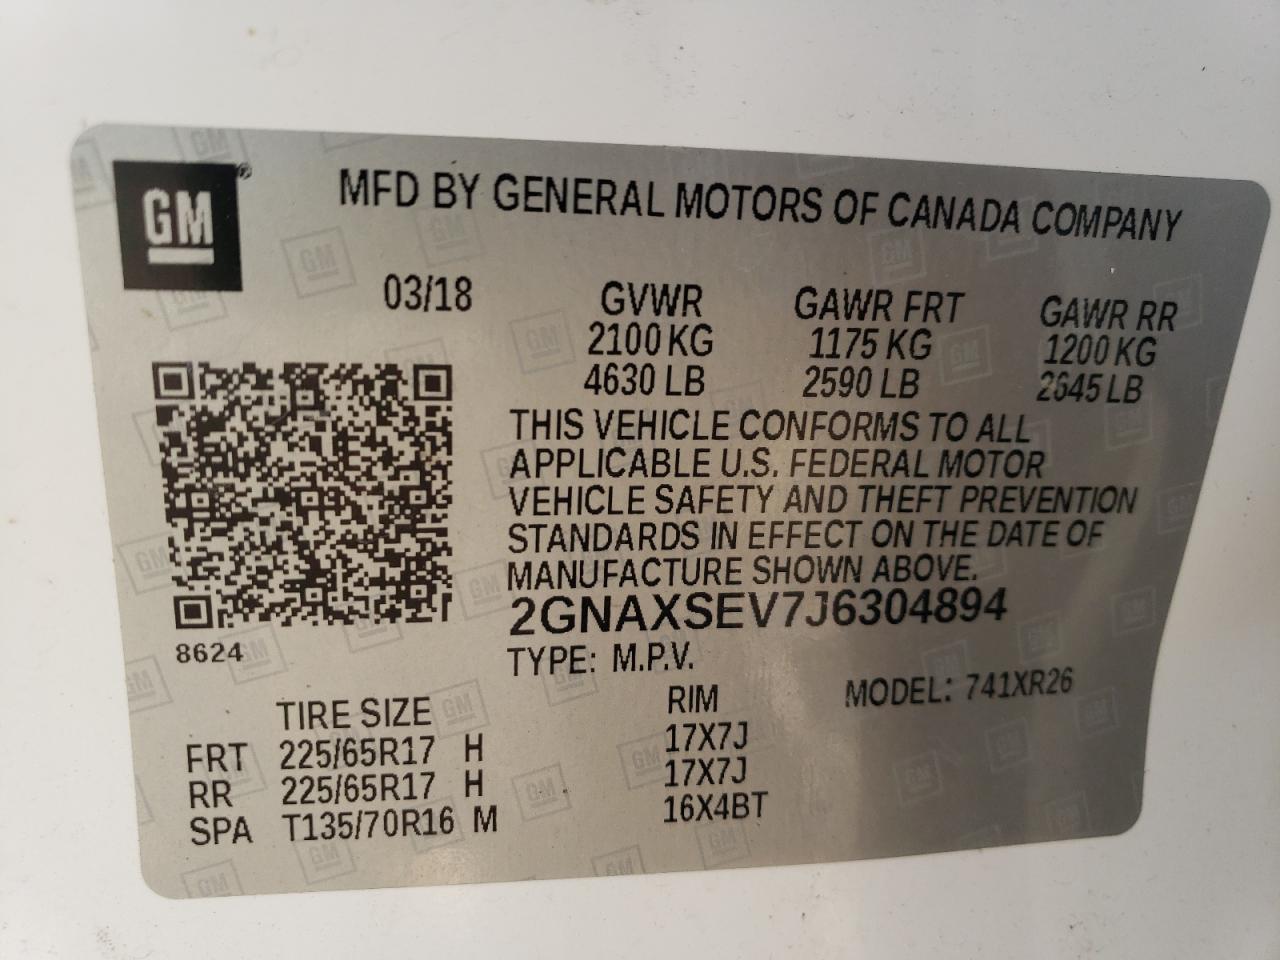 GM ®
MFD BY GENERAL MOTORS OF CANADA COMPANY
03/18 GVWR GAWR FRT GAWR RR
2100 KG 1175 KG 1200 KG
4630 LB 2590 LB 2645 LB
THIS VEHICLE CONFORMS TO ALL
APPLICABLE U.S. FEDERAL MOTOR
VEHICLE SAFETY AND THEFT PREVENTION
STANDARDS IN EFFECT ON THE DATE OF
MANUFACTURE SHOWN ABOVE.
2GNAXSEV7J6304894
8624
TYPE: M.P.V. MODEL: 741XR26
TIRE SIZE RIM
FRT 225/65R17 H 17X7J
RR 225/65R17 H 17X7J
SPA T135/70R16 M 16X4BT